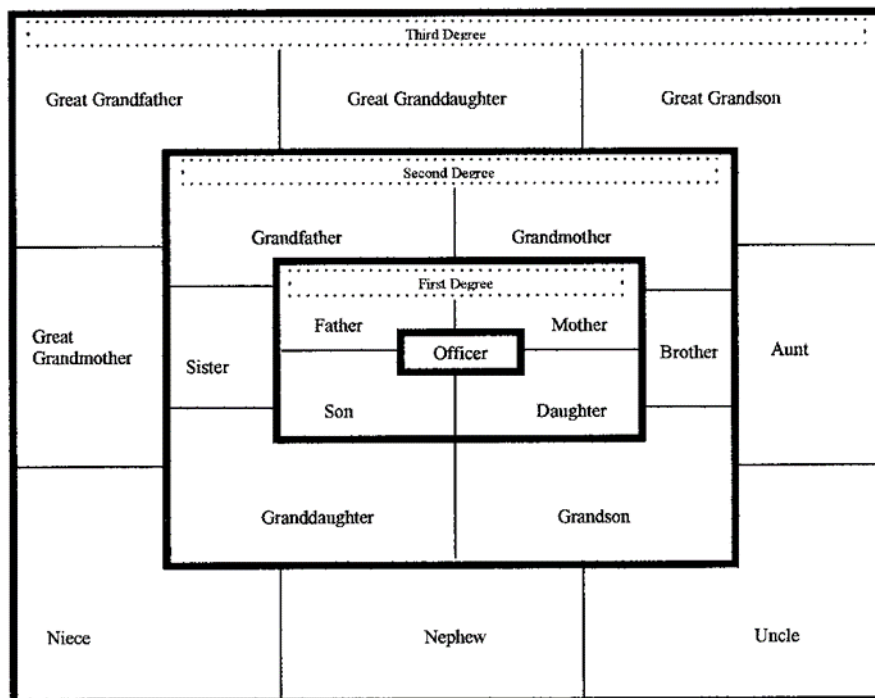 Third Degree
Great Grandfather
Great Granddaughter
Great Grandson
Second Degree
Grandfather
Grandmother
First Degree
Father
Mother
Great
Grandmother
Sister
Officer
Brother
Aunt
Son
Daughter
Granddaughter
Grandson
Niece
Nephew
Uncle